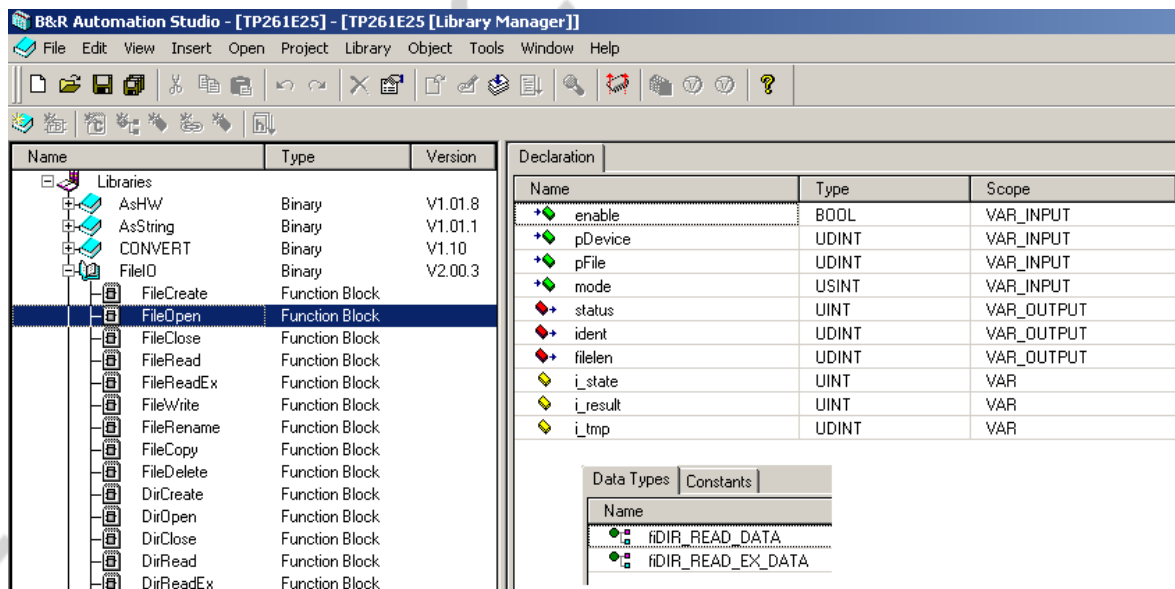 B&R Automation Studio - [TP261E25] - [TP261E25 [Library Manager]]
File Edit View Insert Open Project Library Object Tools Window Help
Name Type Version
Libraries
AsHW Binary V1.01.8
AsString Binary V1.01.1
CONVERT Binary V1.10
FileIO Binary V2.00.3
FileCreate Function Block
FileOpen Function Block
FileClose Function Block
FileRead Function Block
FileReadEx Function Block
FileWrite Function Block
FileRename Function Block
FileCopy Function Block
FileDelete Function Block
DirCreate Function Block
DirOpen Function Block
DirClose Function Block
DirRead Function Block
DirReadEx Function Block
Declaration
Name Type Scope
enable BOOL VAR_INPUT
pDevice UDINT VAR_INPUT
pFile UDINT VAR_INPUT
mode USINT VAR_INPUT
status UINT VAR_OUTPUT
ident UDINT VAR_OUTPUT
filelen UDINT VAR_OUTPUT
i_state UINT VAR
i_result UINT VAR
i_tmp UDINT VAR
Data Types Constants
Name
fiDIR_READ_DATA
fiDIR_READ_EX_DATA